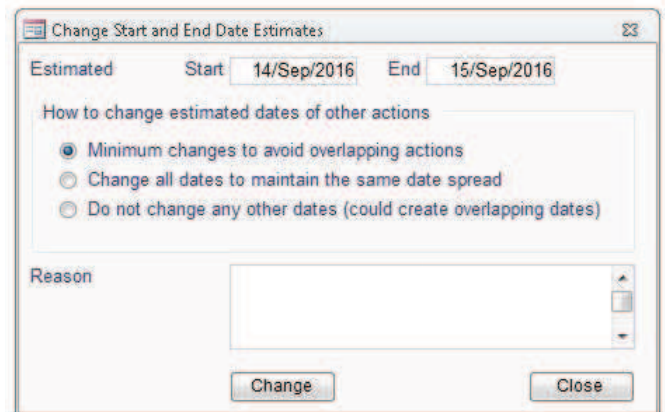 Change Start and End Date Estimates
Estimated Start 14/Sep/2016 End 15/Sep/2016
How to change estimated dates of other actions
Minimum changes to avoid overlapping actions
Change all dates to maintain the same date spread
Do not change any other dates (could create overlapping dates)
Reason
Change Close